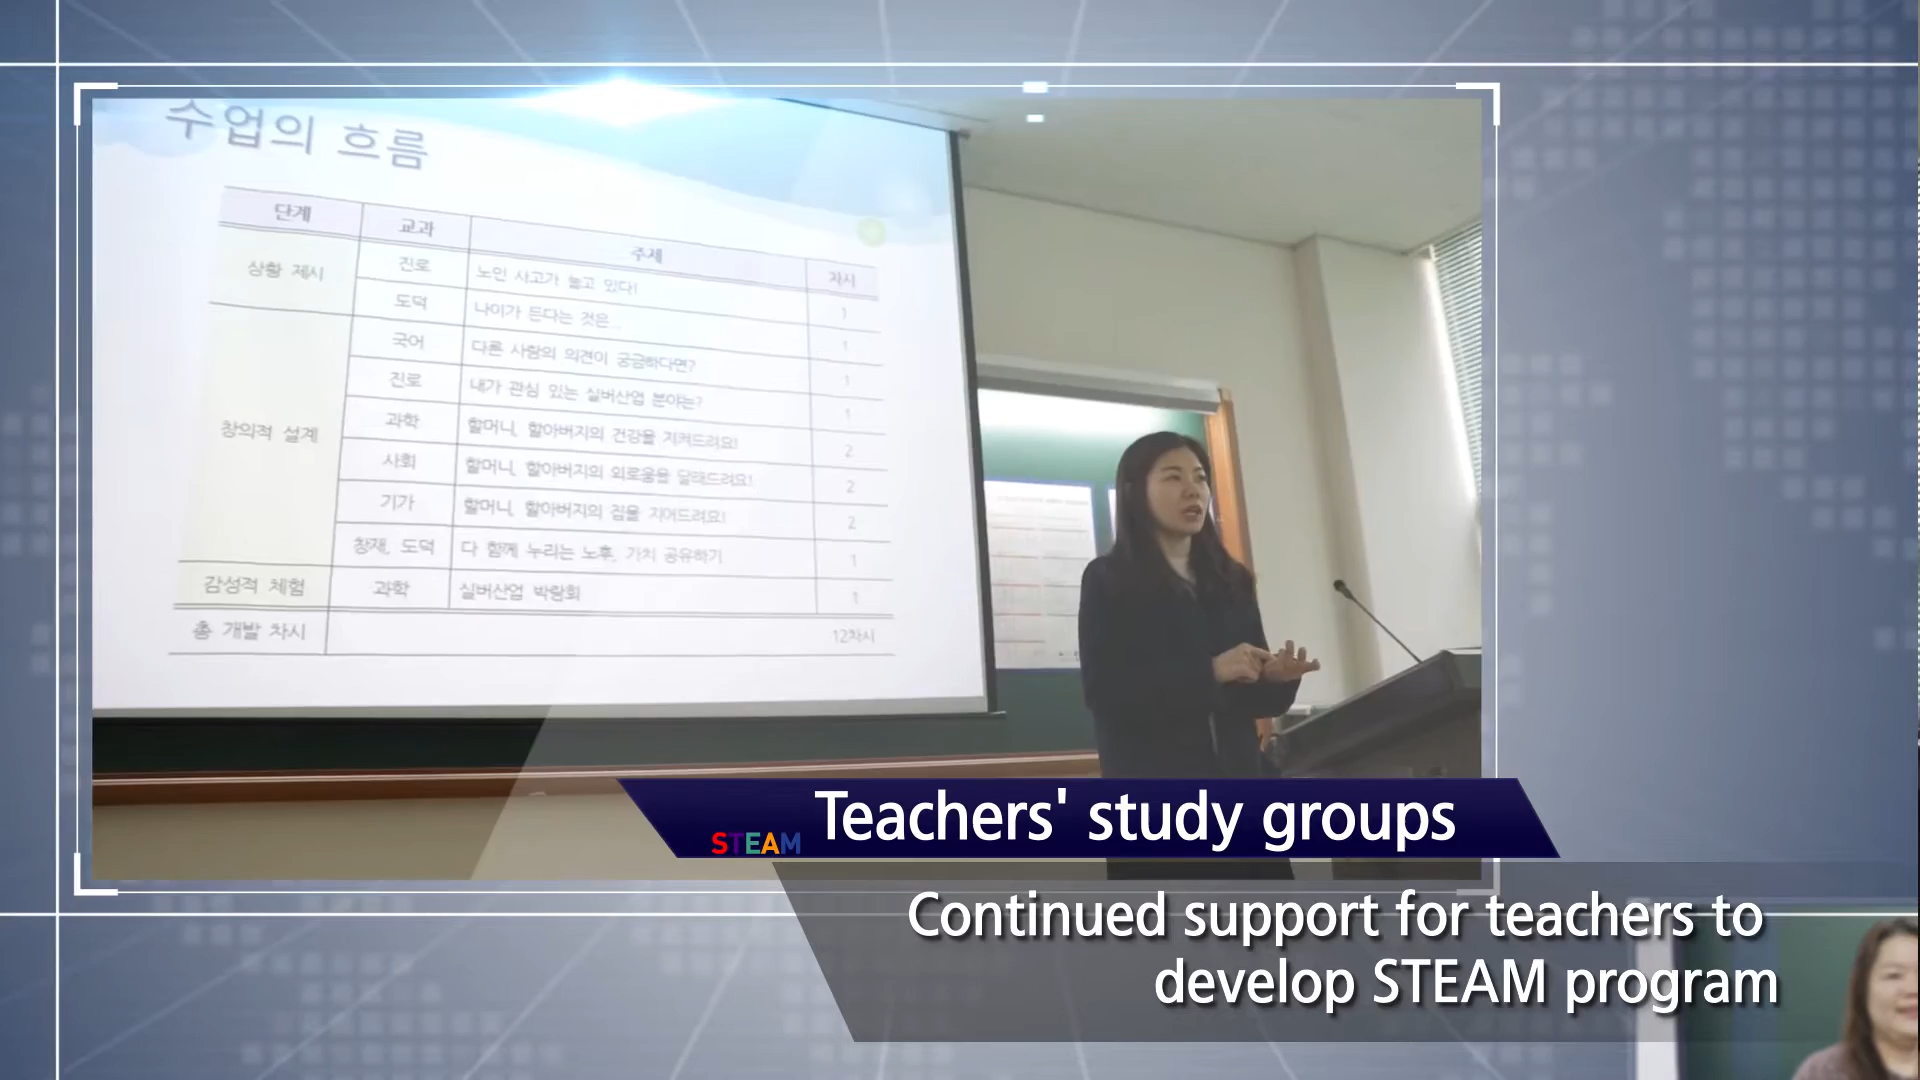 수업의 흐름
단계 교과 주제 차시
상황 제시 진로 노인 사고가 늘고 있다! 1
도덕 나이가 든다는 것은... 1
창의적 설계 국어 다른 사람의 의견이 궁금하다면? 1
진로 내가 관심 있는 실버산업 분야는? 1
과학 할머니, 할아버지의 건강을 지켜드려요! 2
사회 할머니, 할아버지의 외로움을 달래드려요! 2
기가 할머니, 할아버지의 집을 지어드려요! 2
창재, 도덕 다 함께 누리는 노후, 가치 공유하기 1
감성적 체험 과학 실버산업 박람회 1
총 개발 차시 12차시
STEAM Teachers' study groups
Continued support for teachers to
develop STEAM program